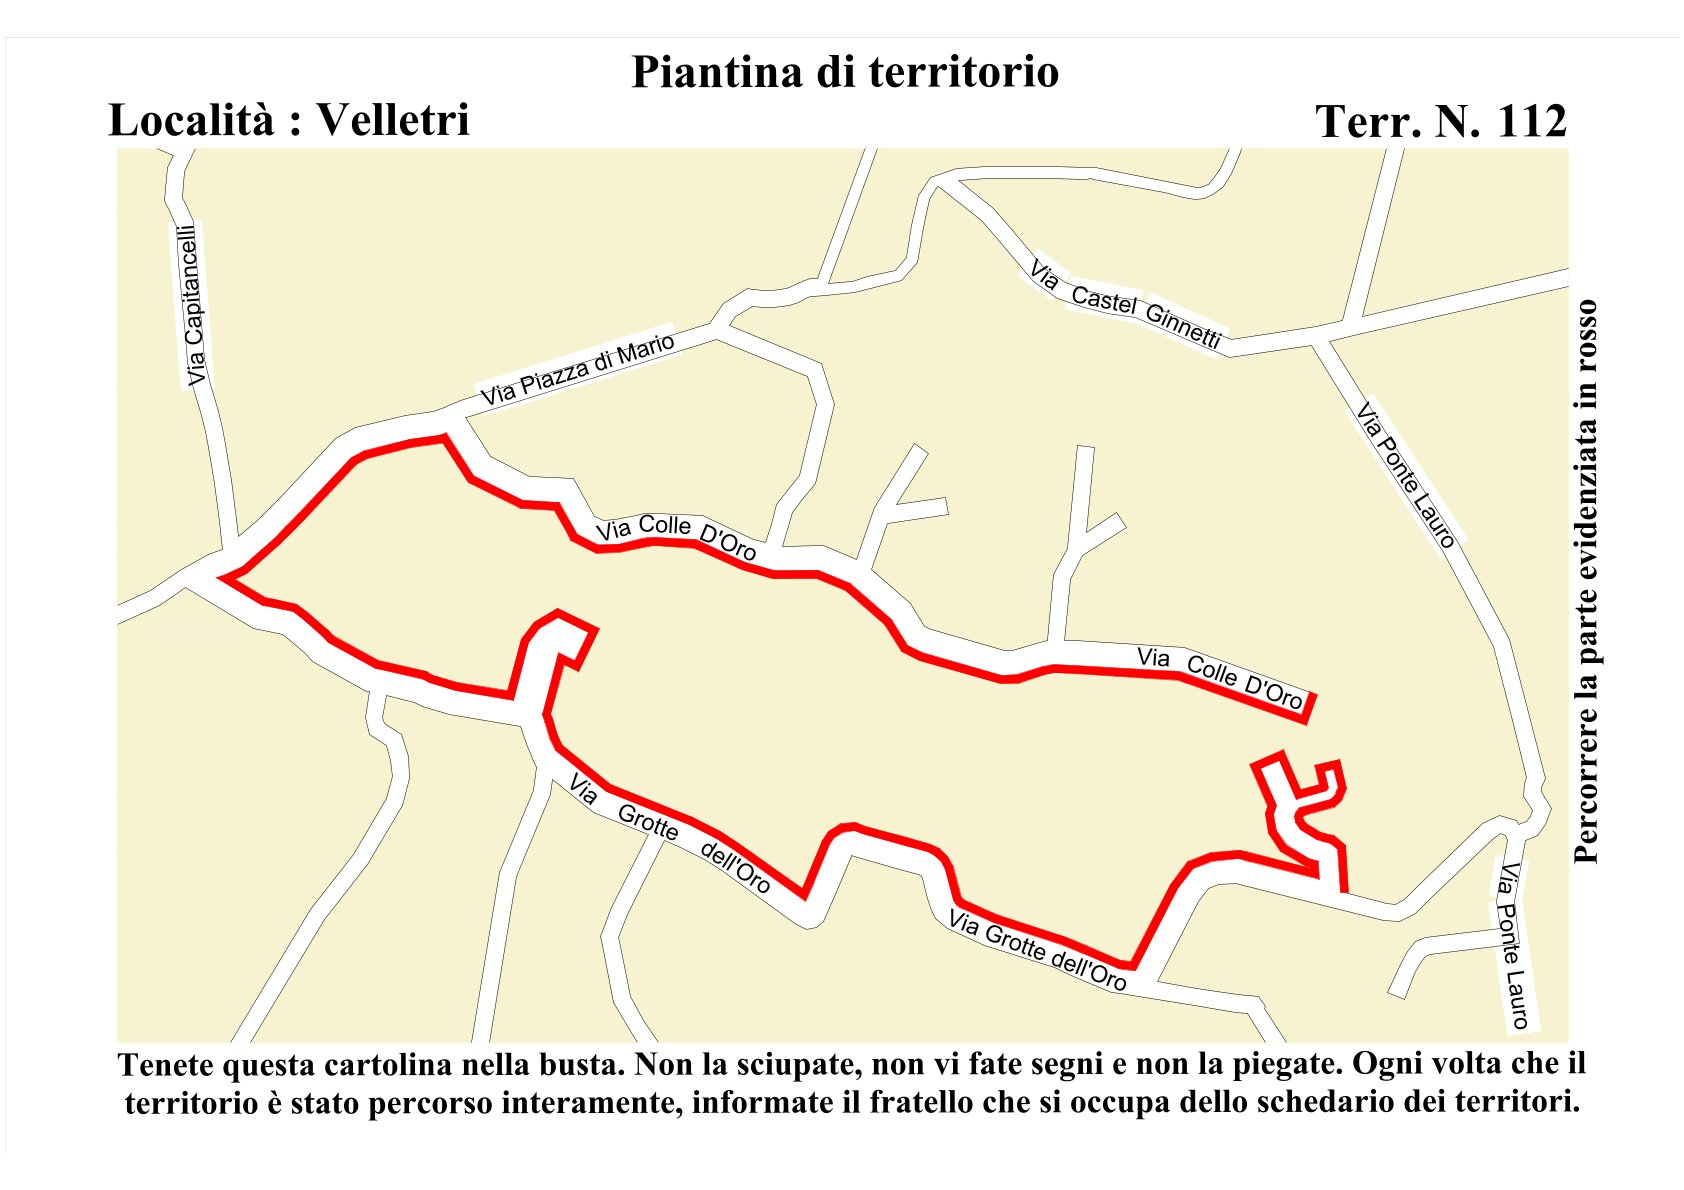 Piantina di territorio
Località : Velletri
Terr. N. 112
Via Capitancelli
Via Piazza di Mario
Via Castel Ginnetti
Via Ponte Lauro
Via Colle D'Oro
Via Colle D'Oro
Via Grotte dell'Oro
Via Grotte dell'Oro
Via Ponte Lauro
Percorrere la parte evidenziata in rosso
Tenete questa cartolina nella busta. Non la sciupate, non vi fate segni e non la piegate. Ogni volta che il
territorio è stato percorso interamente, informate il fratello che si occupa dello schedario dei territori.